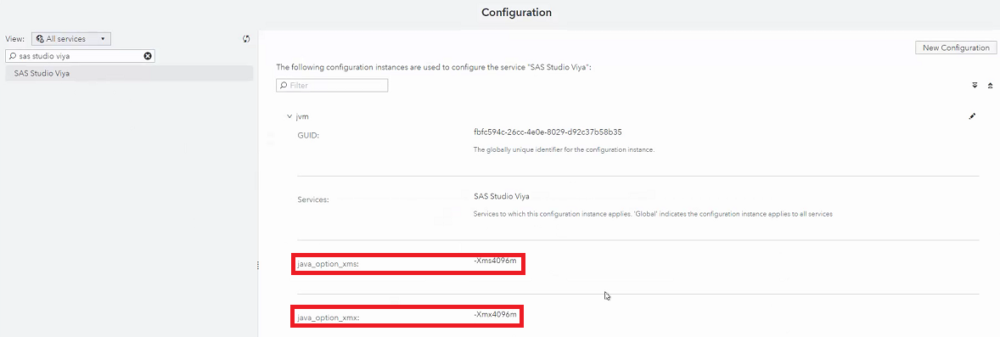 Configuration
View: All services
sas studio viya
SAS Studio Viya
New Configuration
The following configuration instances are used to configure the service "SAS Studio Viya":
Filter
jvm
GUID: fbfc594c-26cc-4e0e-8029-d92c37b58b35
The globally unique identifier for the configuration instance.
Services: SAS Studio Viya
Services to which this configuration instance applies. 'Global' indicates the configuration instance applies to all services
java_option_xms: -Xms4096m
java_option_xmx: -Xmx4096m